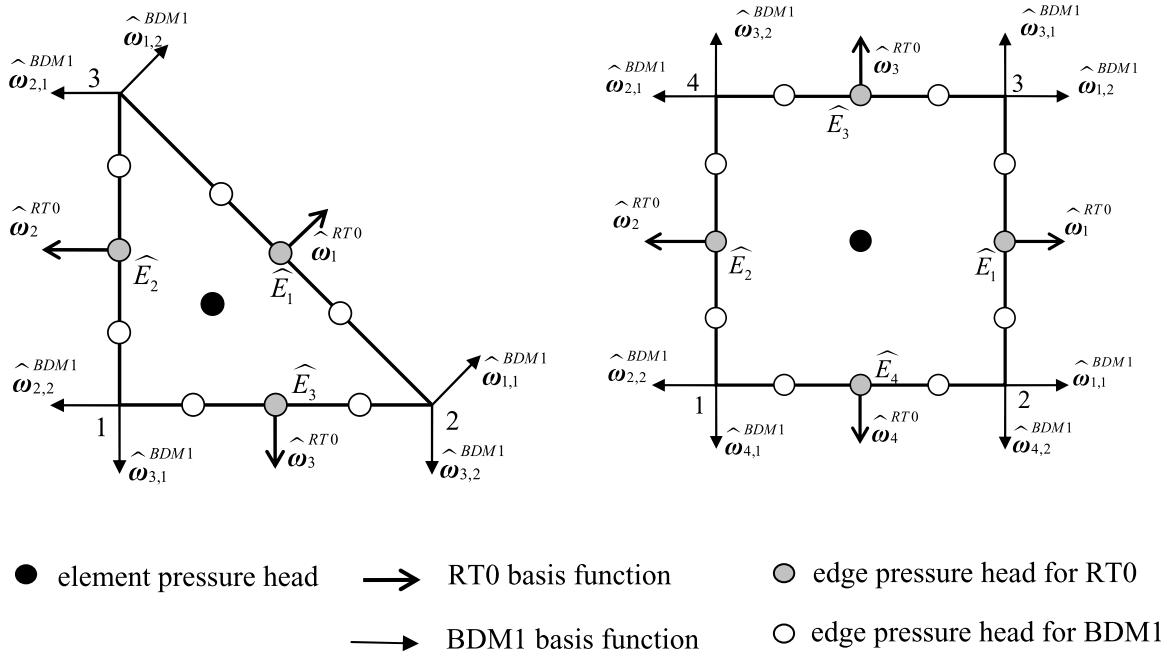 ω̂₁,₂^BDM1
ω̂₂,₁^BDM1
3
ω̂₂^RT0
Ê₂
ω̂₁^RT0
Ê₁
ω̂₂,₂^BDM1
1
Ê₃
ω̂₁,₁^BDM1
2
ω̂₃,₁^BDM1
ω̂₃^RT0
ω̂₃,₂^BDM1
ω̂₃,₂^BDM1
ω̂₃,₁^BDM1
ω̂₂,₁^BDM1
4
ω̂₃^RT0
3
ω̂₁,₂^BDM1
Ê₃
ω̂₂^RT0
Ê₂
Ê₁
ω̂₁^RT0
ω̂₂,₂^BDM1
1
Ê₄
2
ω̂₁,₁^BDM1
ω̂₄,₁^BDM1
ω̂₄^RT0
ω̂₄,₂^BDM1
element pressure head
RT0 basis function
edge pressure head for RT0
BDM1 basis function
edge pressure head for BDM1